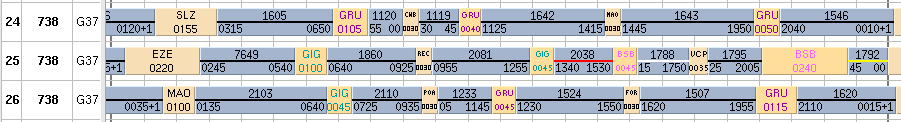 24 738 G37 6 SLZ 1605 GRU 1120 CWB 1119 GRU 1642 MAO 1643 GRU 1546
0120+1 0155 0315 0650 0105 55 00 0030 30 45 0040 1125 1415 0030 1445 1945 0050 2040 0010+1
25 738 G37 EZE 7649 GIG 1860 REC 2081 GIG 2038 BSB 1788 VCP 1795 BSB 1792
5+1 0220 0245 0540 0100 0640 0925 0030 0955 1255 0045 1340 1530 0045 15 1750 0035 25 2005 0240 45 00
26 738 G37 MAO 2103 GIG 2110 POA 1233 GRU 1524 FOR 1507 GRU 1620
0035+1 0100 0135 0640 0045 0725 0935 0030 05 1145 0045 1230 1550 0030 1620 1955 0115 2110 0015+1